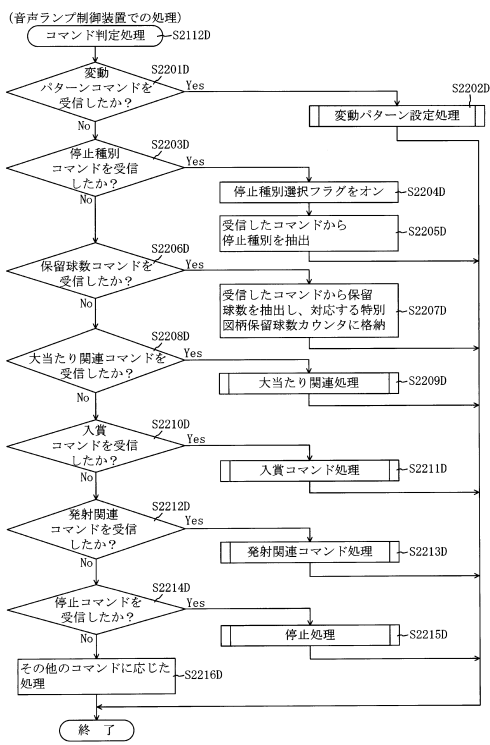 (音声ランプ制御装置での処理)
コマンド判定処理
S2112D
変動
パターンコマンドを
受信したか?
S2201D
Yes
No
変動パターン設定処理
S2202D
停止種別
コマンドを受信
したか?
S2203D
Yes
No
停止種別選択フラグをオン
S2204D
受信したコマンドから
停止種別を抽出
S2205D
保留球数コマンドを
受信したか?
S2206D
Yes
No
受信したコマンドから保留
球数を抽出し、対応する特別
図柄保留球数カウンタに格納
S2207D
大当たり関連コマンドを
受信したか?
S2208D
Yes
No
大当たり関連処理
S2209D
入賞
コマンドを受信
したか?
S2210D
Yes
No
入賞コマンド処理
S2211D
発射関連
コマンドを受信
したか?
S2212D
Yes
No
発射関連コマンド処理
S2213D
停止コマンドを
受信したか?
S2214D
Yes
No
停止処理
S2215D
その他のコマンドに応じた
処理
S2216D
終 了